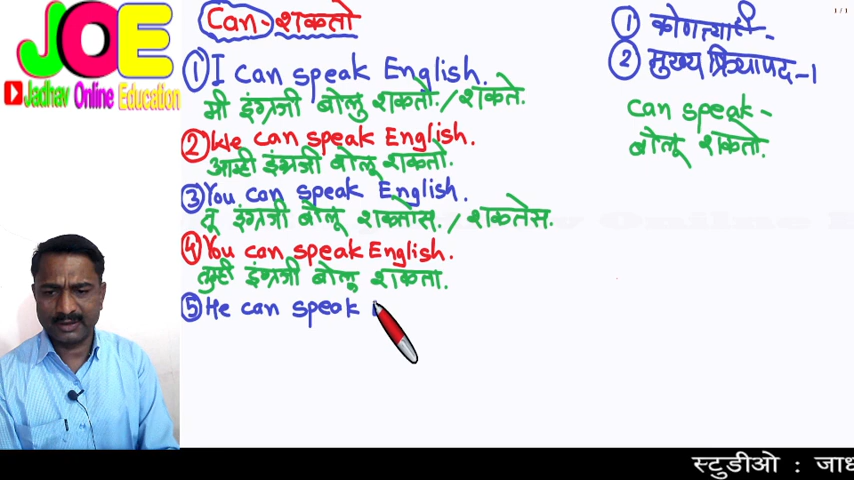 JOE
Jadhav Online Education
Can - शकतो
① I can speak English.
मी इंग्रजी बोलु शकतो. / शकते.
② We can speak English.
आम्ही इंग्रजी बोलू शकतो.
③ You can speak English.
तू इंग्रजी बोलू शकतोस. / शकतेस.
④ You can speak English.
तुम्ही इंग्रजी बोलू शकता.
⑤ He can speak
1/1
①
② मुख्य क्रियापद - 1
can speak -
बोलू शकतो.
स्टुडीओ : जाध